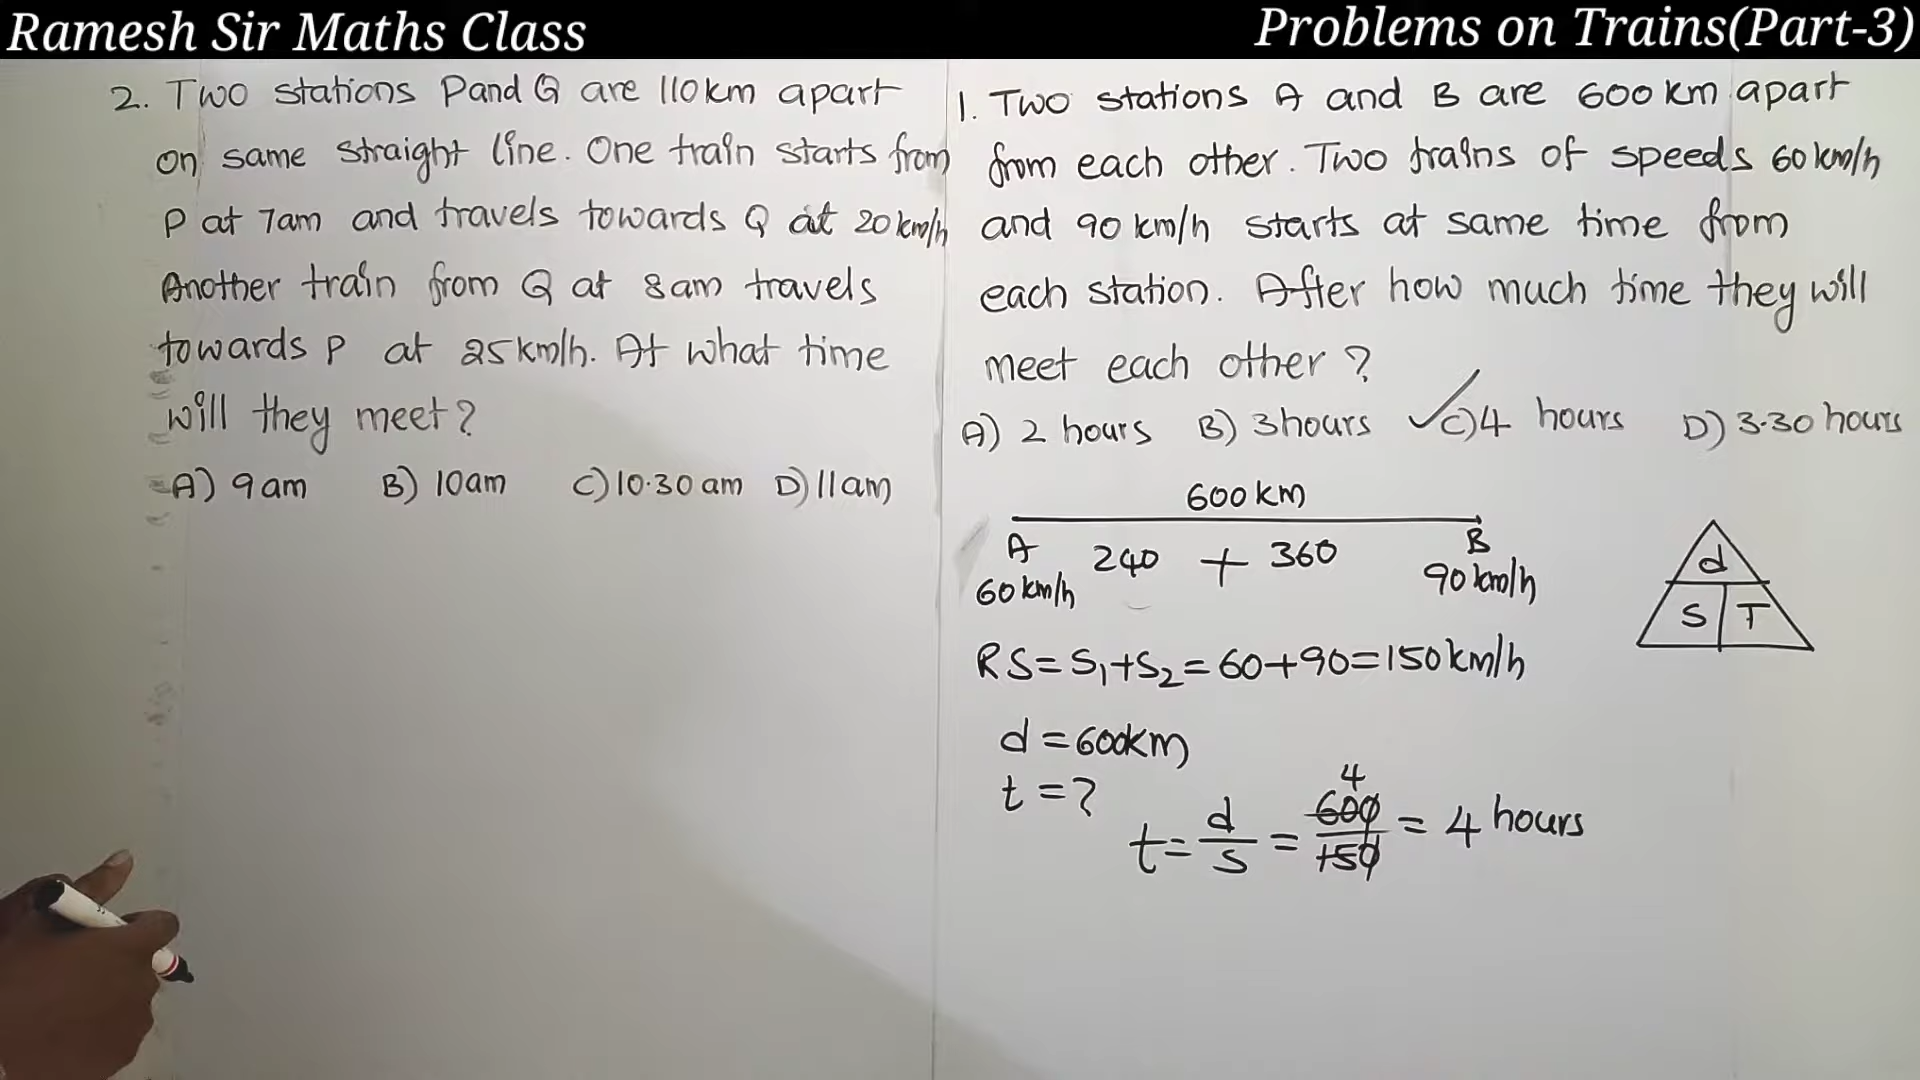 Ramesh Sir Maths Class
Problems on Trains(Part-3)
2. Two stations P and Q are 110km apart
on same straight line. One train starts from
P at 7am and travels towards Q at 20km/h
Another train from Q at 8am travels
towards P at 25km/h. At what time
will they meet?
A) 9am B) 10am C) 10.30 am D) 11am
1. Two stations A and B are 600km apart
from each other. Two trains of speeds 60km/h
and 90 km/h starts at same time from
each station. After how much time they will
meet each other?
A) 2 hours B) 3hours ✓C) 4 hours D) 3.30 hours
600km
A 240 + 360 B
60km/h 90km/h
d
S T
RS=S₁+S₂=60+90=150km/h
d=600km
t=?
t=d/s=600/150=4 hours
4